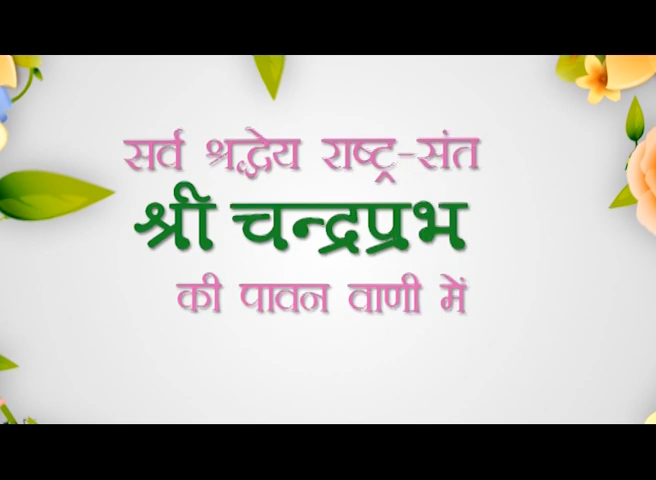 सर्व श्रद्धेय राष्ट्र-संत
श्री चन्द्रप्रभ
की पावन वाणी में